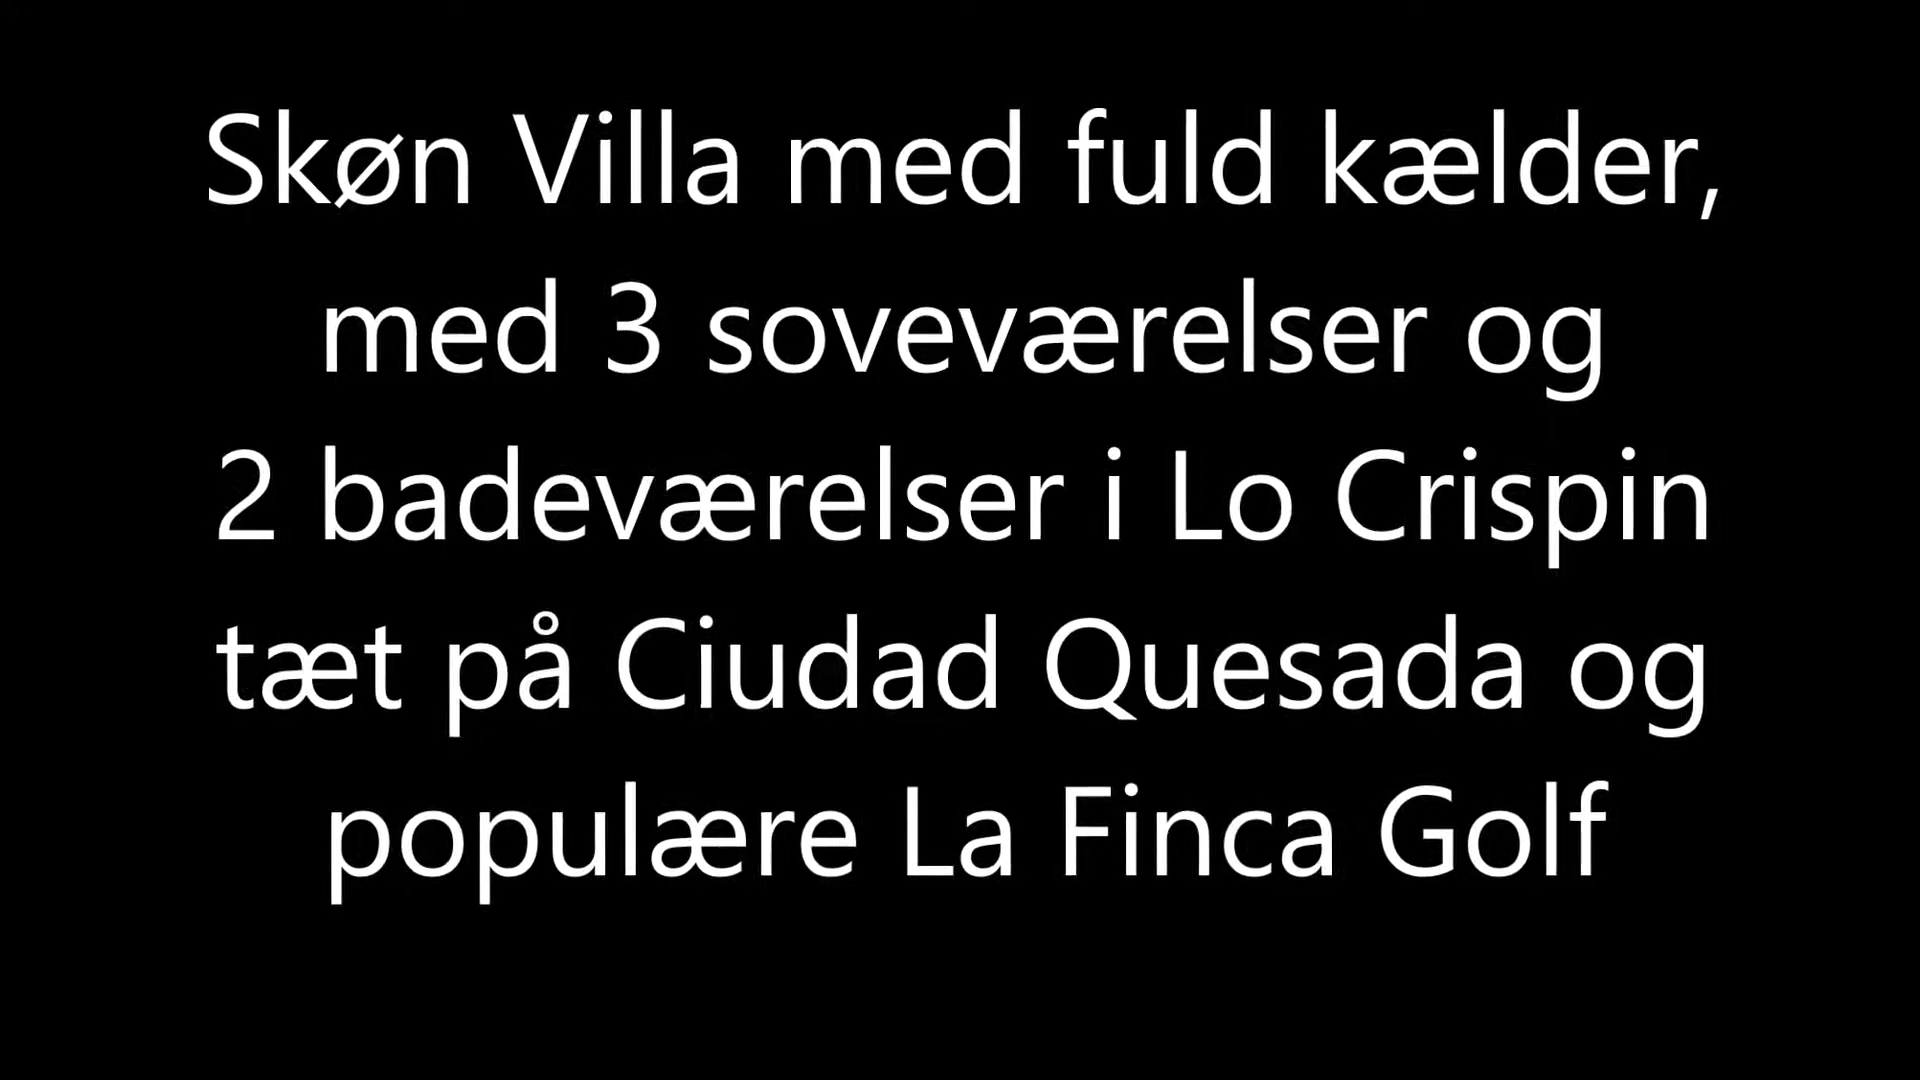 Skøn Villa med fuld kælder,
med 3 soveværelser og
2 badeværelser i Lo Crispin
tæt på Ciudad Quesada og
populære La Finca Golf